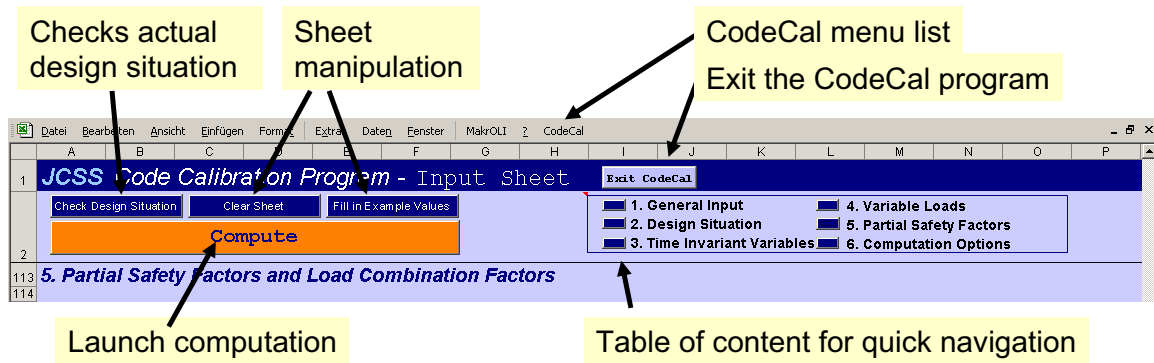 Checks actual
design situation
Sheet
manipulation
CodeCal menu list
Exit the CodeCal program
Datei Bearbeiten Ansicht Einfügen Format Extras Daten Fenster MakrOLI ? CodeCal
A B C D E F G H I J K L M N O P
1 JCSS Code Calibration Program - Input Sheet Exit CodeCal
Check Design Situation Clear Sheet Fill in Example Values
Compute
1. General Input 4. Variable Loads
2. Design Situation 5. Partial Safety Factors
3. Time Invariant Variables 6. Computation Options
2
113 5. Partial Safety Factors and Load Combination Factors
114
Launch computation
Table of content for quick navigation